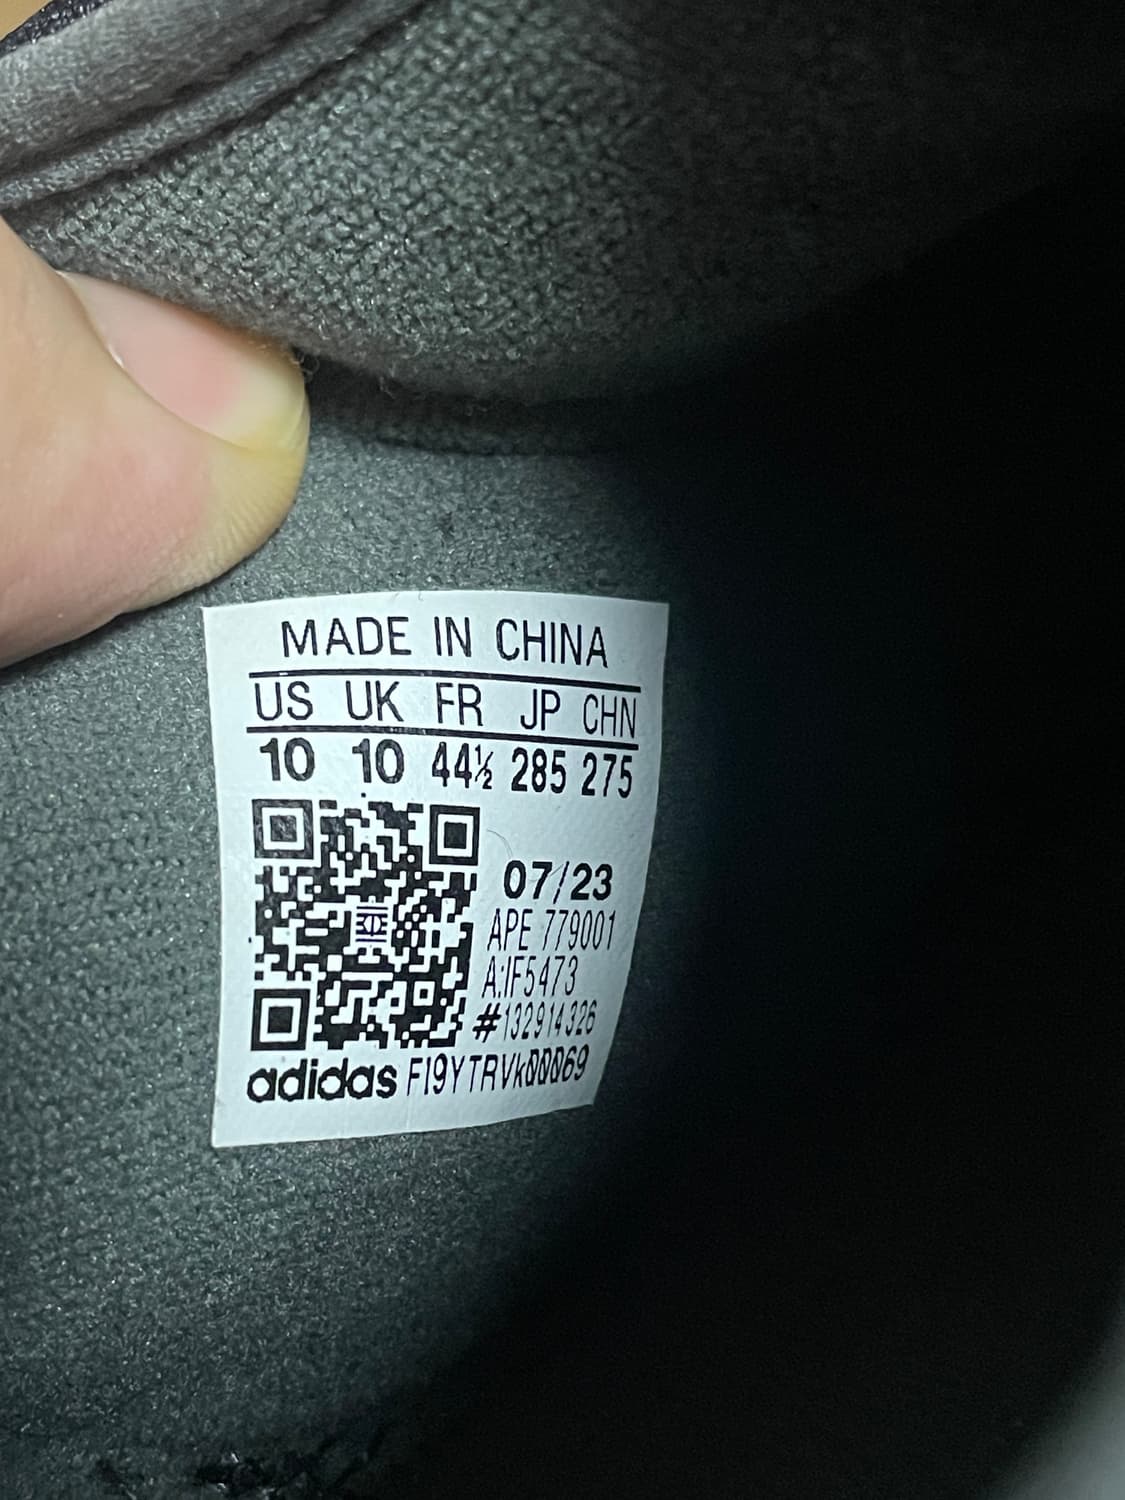 MADE IN CHINA
US UK FR JP CHN
10 10 44½ 285 275
07/23
APE 779001
A:IF5473
#132914326
adidas FI9YTRVk00069